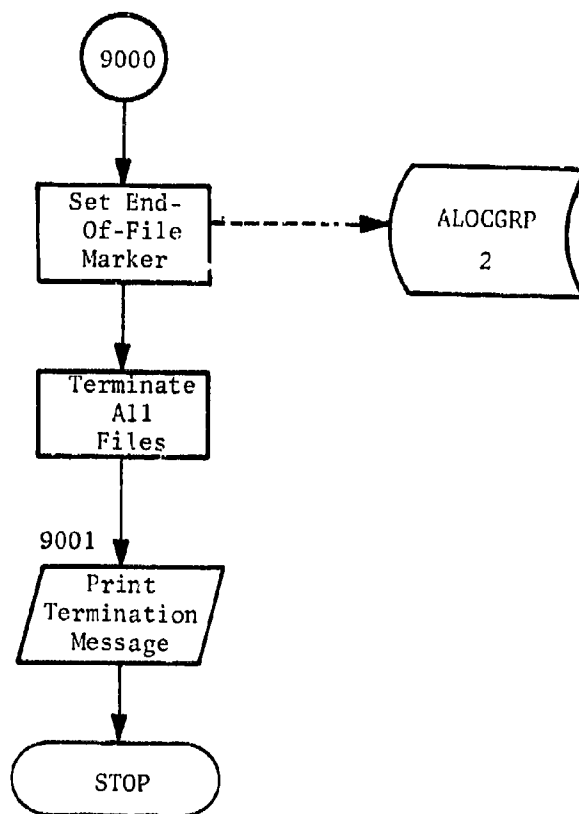 9000
Set End-
Of-File
Marker
ALOCGRP
2
Terminate
All
Files
9001
Print
Termination
Message
STOP